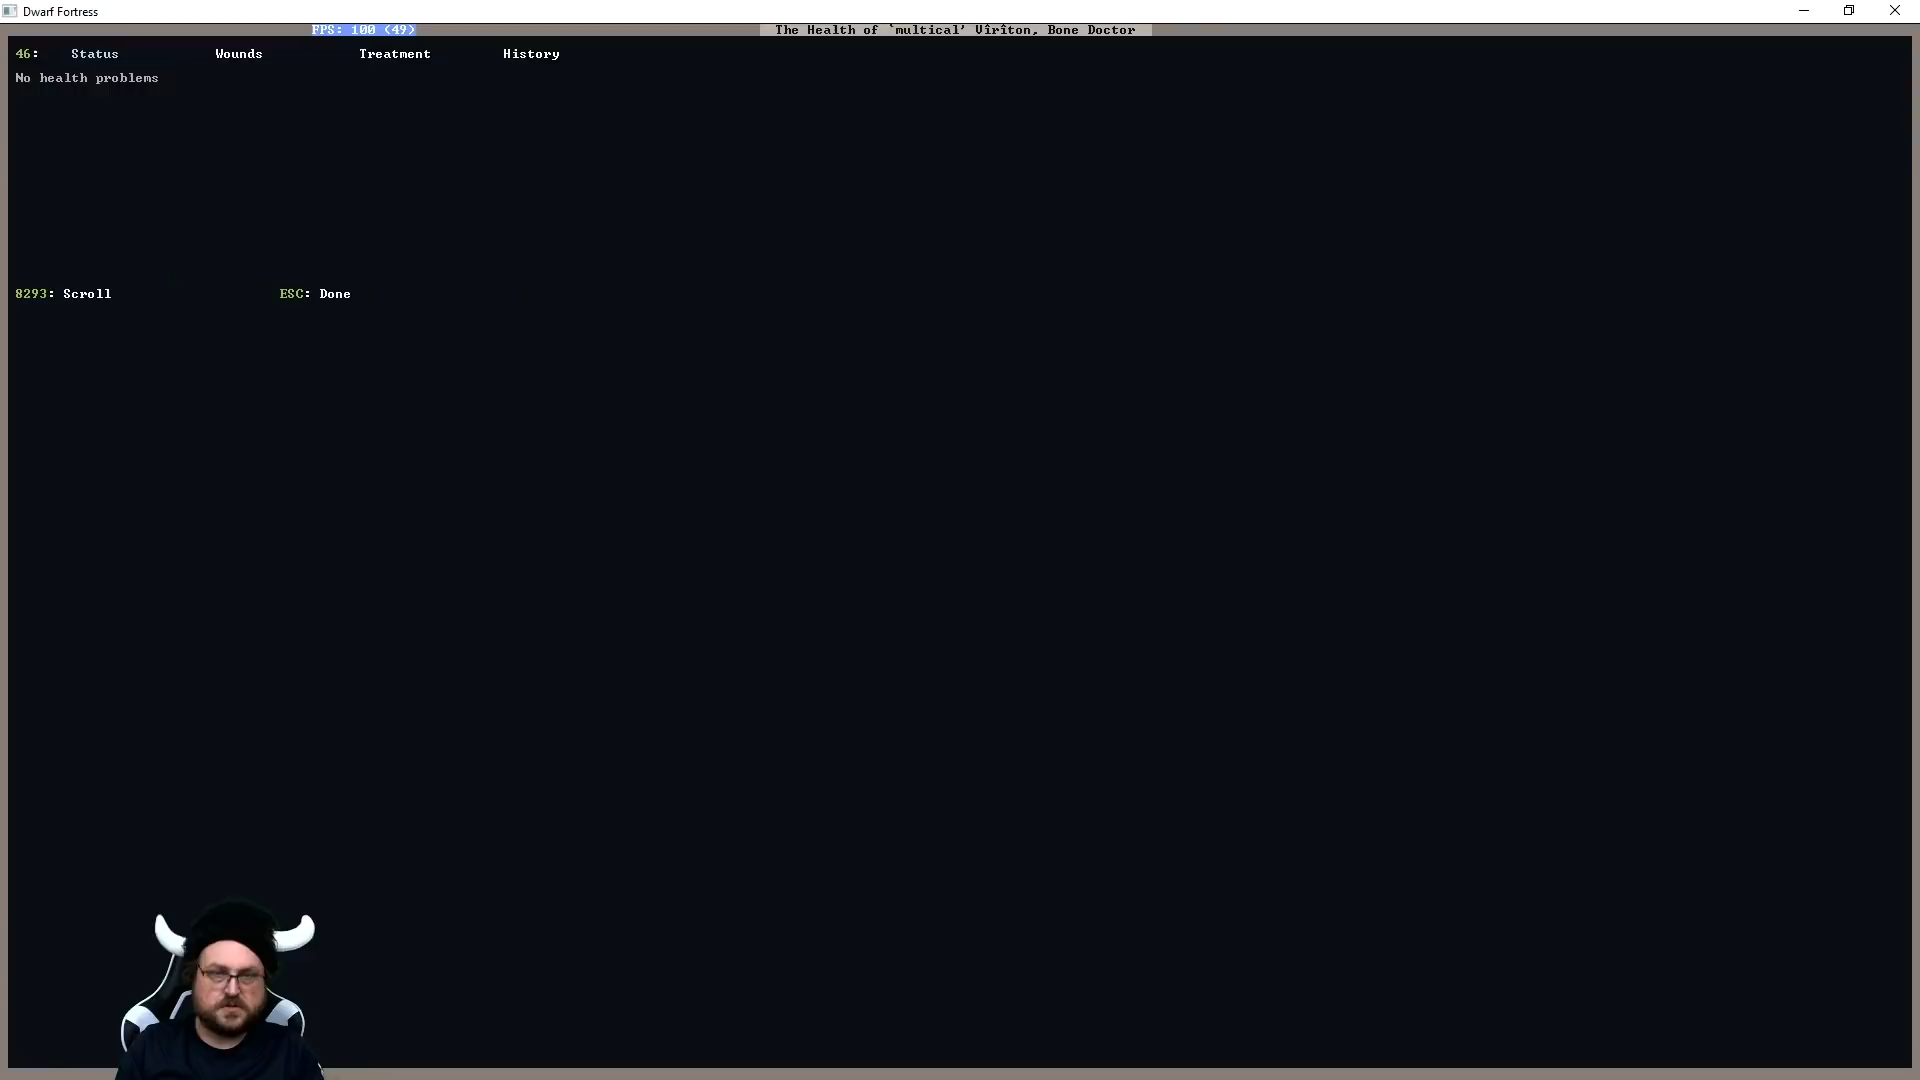 Dwarf Fortress
FPS: 100 (49)
The Health of `multical' Vîrîton, Bone Doctor
46: Status Wounds Treatment History
No health problems
8293: Scroll ESC: Done